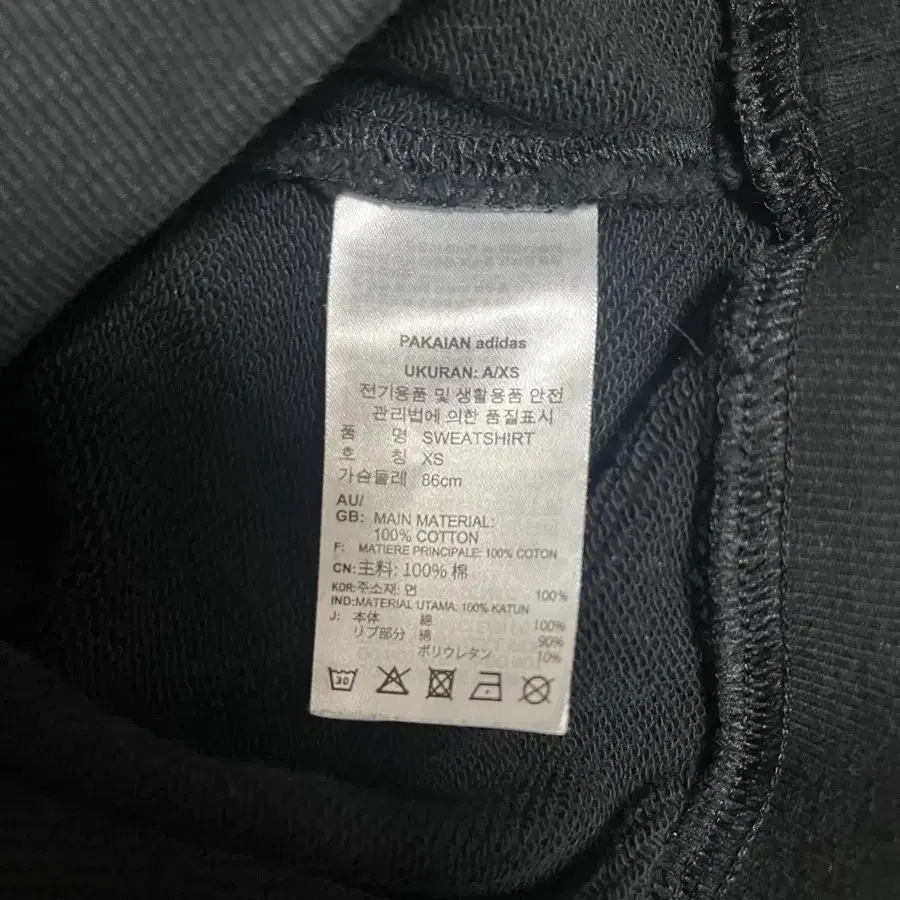 PAKAIAN adidas
UKURAN: A/XS
전기용품 및 생활용품 안전
관리법에 의한 품질표시
품 명 SWEATSHIRT
호 칭 XS
가슴둘레 86cm
AU/
GB: MAIN MATERIAL:
100% COTTON
F: MATIERE PRINCIPALE: 100% COTON
CN:主料: 100% 棉
KOR:주소재: 면 100%
IND:MATERIAL UTAMA: 100% KATUN
J: 本体 綿 100%
リブ部分 綿 90%
ポリウレタン 10%
30